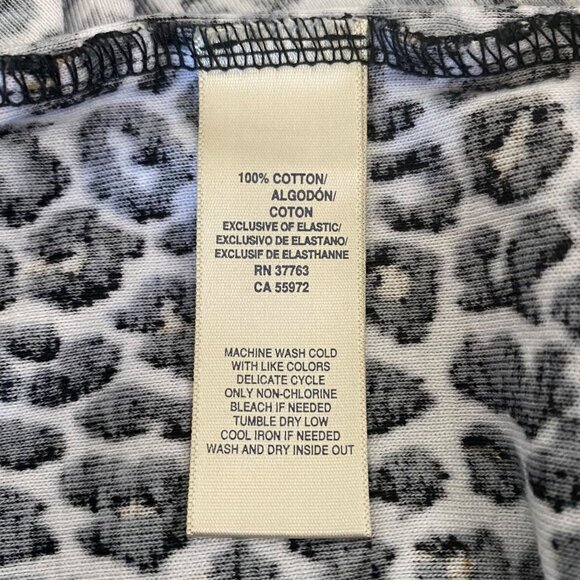 100% COTTON/
ALGODÓN/
COTON
EXCLUSIVE OF ELASTIC/
EXCLUSIVO DE ELASTANO/
EXCLUSIF DE ELASTHANNE
RN 37763
CA 55972
MACHINE WASH COLD
WITH LIKE COLORS
DELICATE CYCLE
ONLY NON-CHLORINE
BLEACH IF NEEDED
TUMBLE DRY LOW
COOL IRON IF NEEDED
WASH AND DRY INSIDE OUT